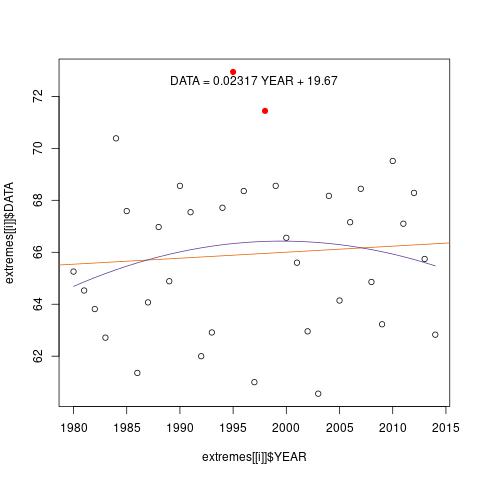 DATA = 0.02317 YEAR + 19.67
extremes[[i]]$DATA
72
70
68
66
64
62
1980 1985 1990 1995 2000 2005 2010 2015
extremes[[i]]$YEAR